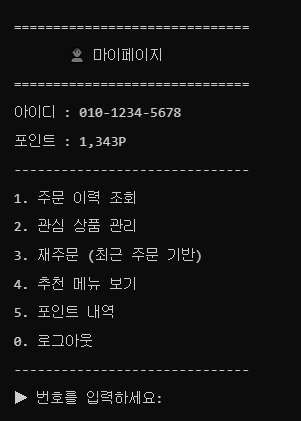 ==============================
👤 마이페이지
==============================
아이디 : 010-1234-5678
포인트 : 1,343P
------------------------------
1. 주문 이력 조회
2. 관심 상품 관리
3. 재주문 (최근 주문 기반)
4. 추천 메뉴 보기
5. 포인트 내역
0. 로그아웃
------------------------------
▶ 번호를 입력하세요: